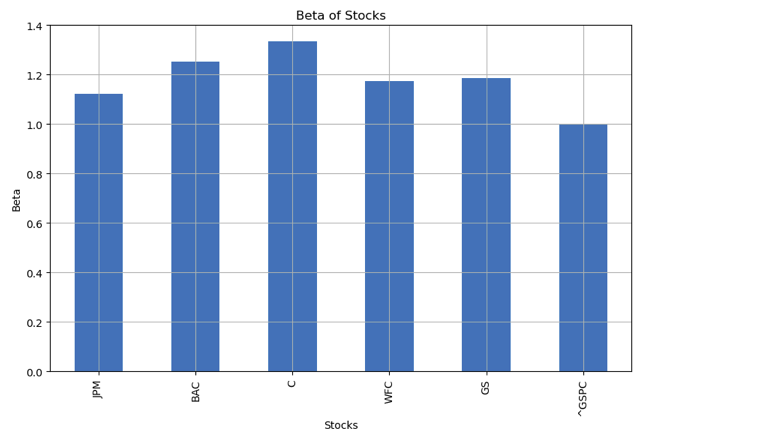 Beta of Stocks
1.4
1.2
1.0
0.8
0.6
0.4
0.2
0.0
Beta
JPM
BAC
C
WFC
GS
^GSPC
Stocks